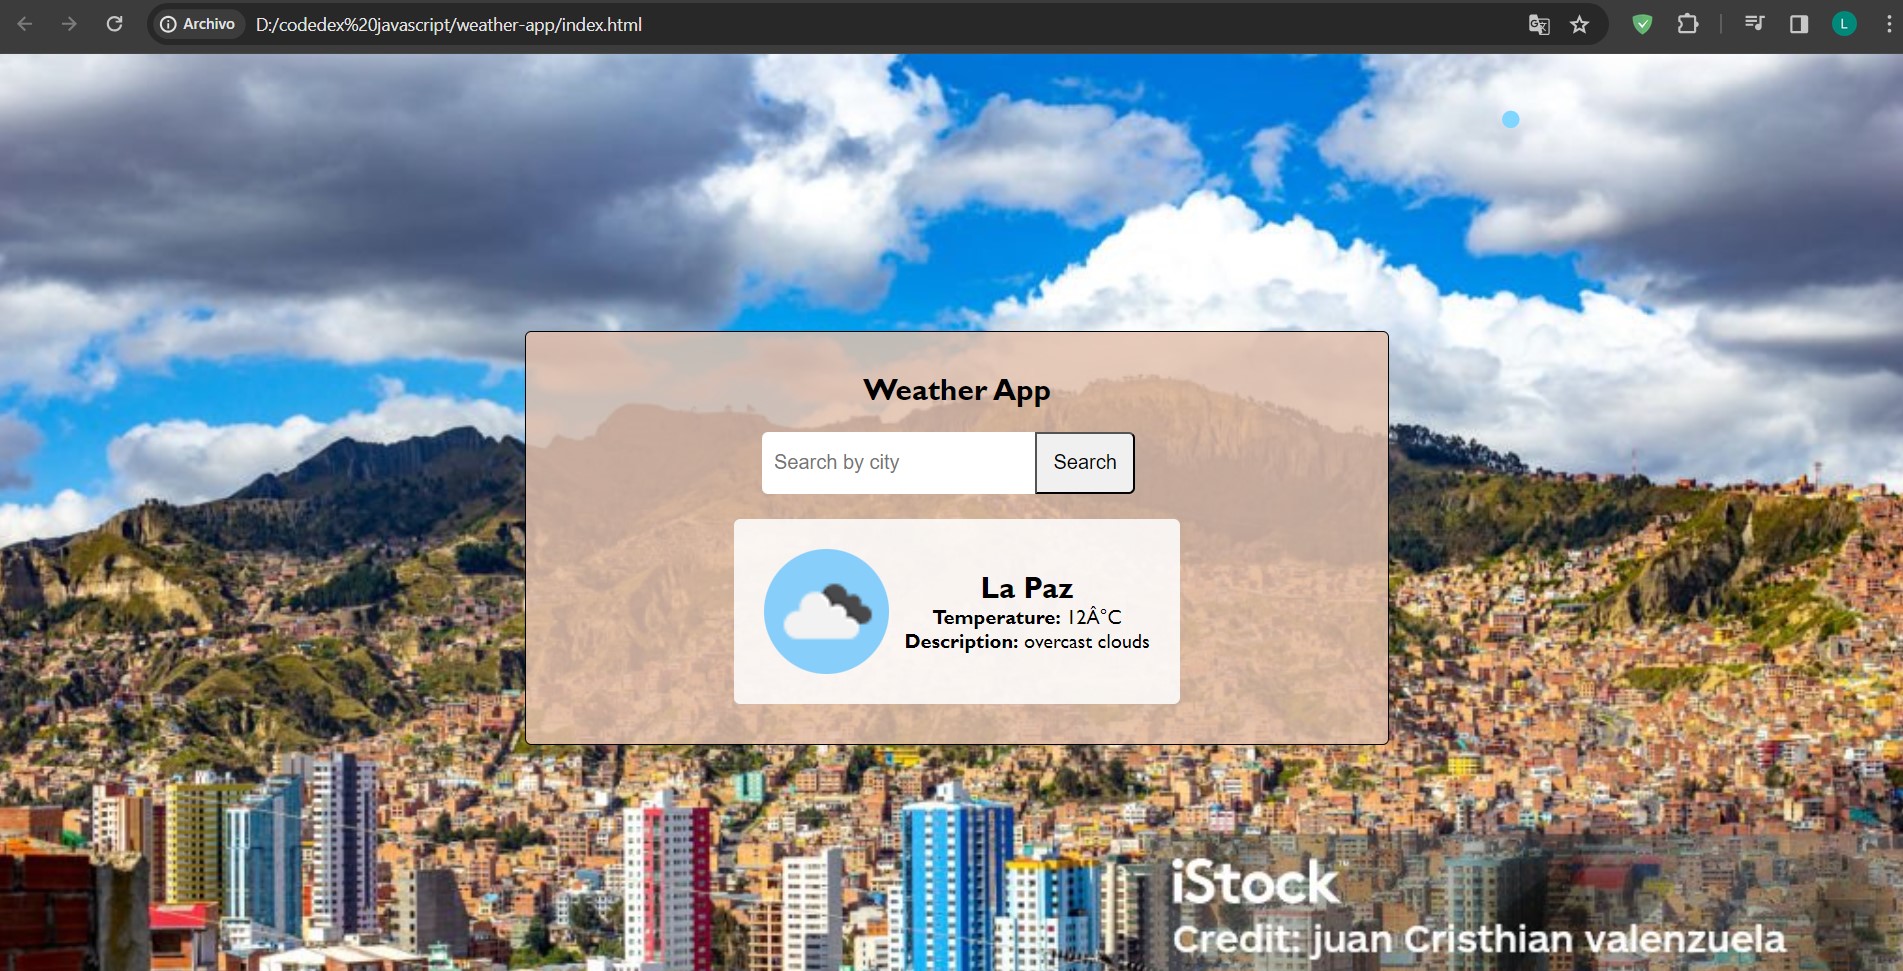 Archivo D:/codedex%20javascript/weather-app/index.html
L
Weather App
Search by city Search
La Paz
Temperature: 12Â°C
Description: overcast clouds
iStock™
Credit: juan Cristhian valenzuela